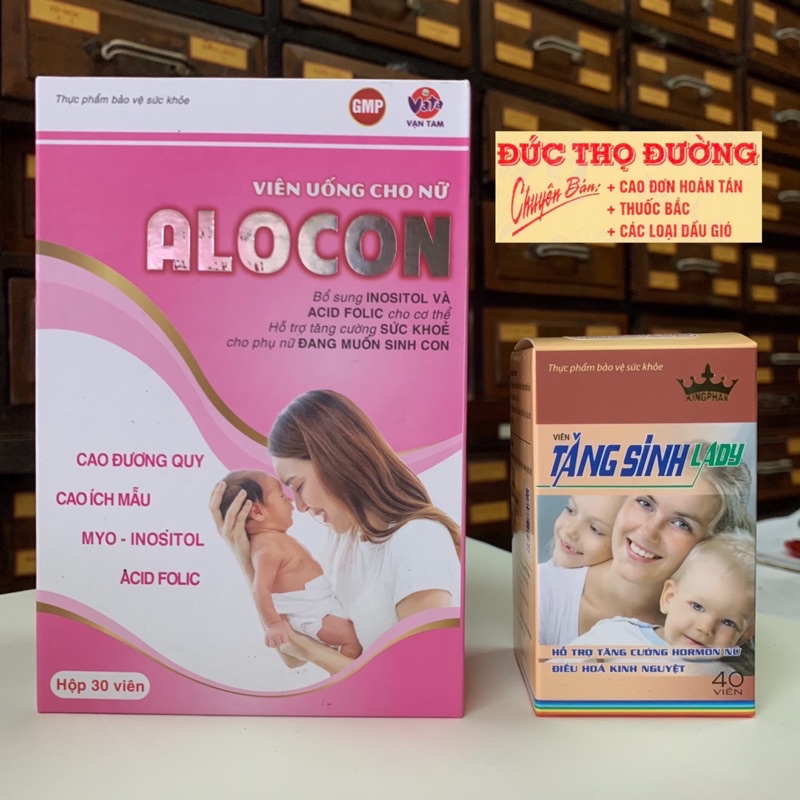 Thực phẩm bảo vệ sức khỏe
GMP
VaTa
VẠN TAM
VIÊN UỐNG CHO NỮ
ALOCON
Bổ sung INOSITOL VÀ
ACID FOLIC cho cơ thể
Hỗ trợ tăng cường SỨC KHOẺ
cho phụ nữ ĐANG MUỐN SINH CON
CAO ĐƯƠNG QUY
CAO ÍCH MẪU
MYO - INOSITOL
ACID FOLIC
Hộp 30 viên
ĐỨC THỌ ĐƯỜNG
Chuyên Bán:
+ CAO ĐƠN HOÀN TÁN
+ THUỐC BẮC
+ CÁC LOẠI DẦU GIÓ
Thực phẩm bảo vệ sức khỏe
KINGPHAR
VIÊN
TĂNG SINH LADY
HỖ TRỢ TĂNG CƯỜNG HORMON NỮ
ĐIỀU HOÀ KINH NGUYỆT
40
VIÊN